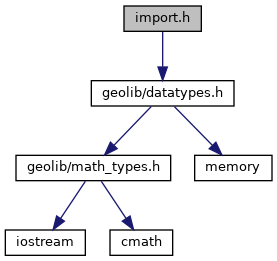 import.h
geolib/datatypes.h
geolib/math_types.h
memory
iostream
cmath